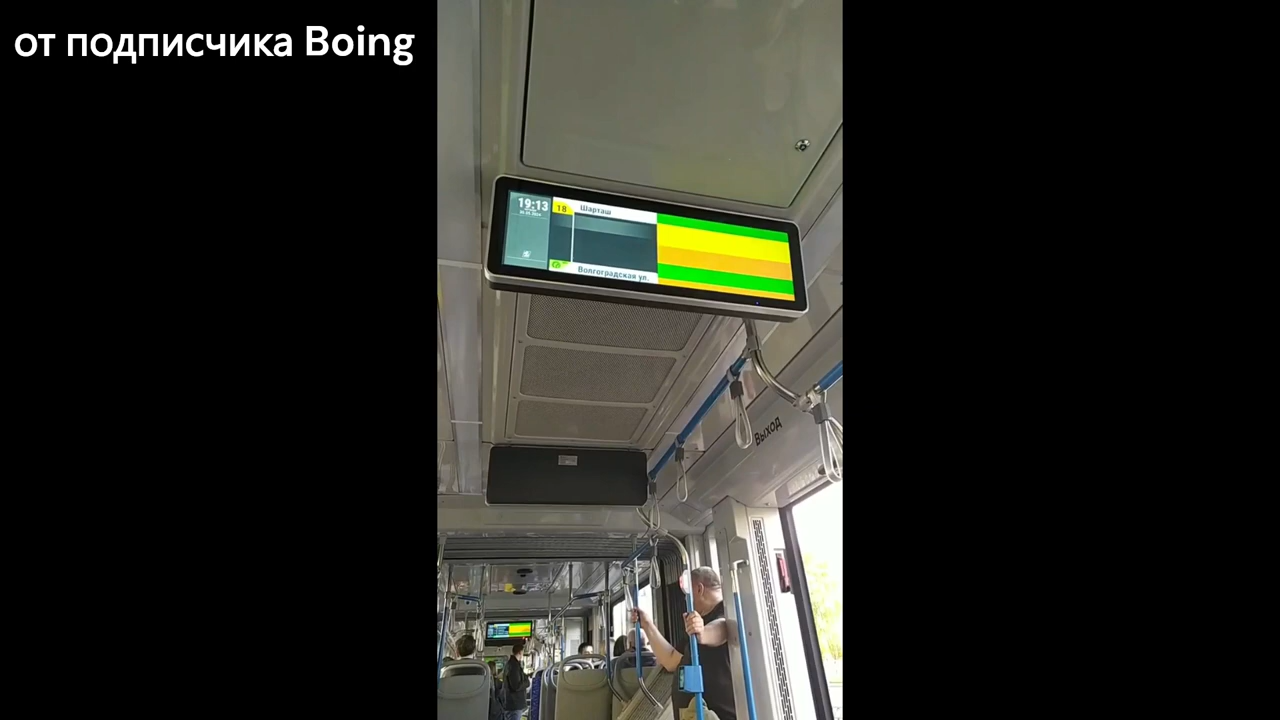 от подписчика Boing
19:13
18 Шарташ
Волгоградская ул.
Выход